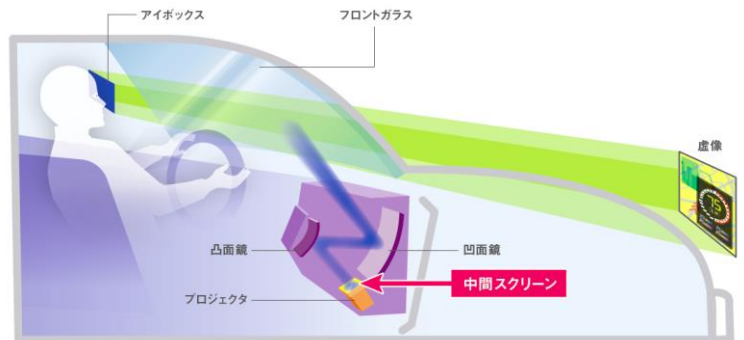 アイボックス
フロントガラス
虚像
75
凸面鏡
凹面鏡
中間スクリーン
プロジェクタ